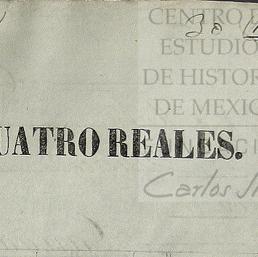 CENTRO
ESTUDIO
DE HISTOR
DE MEXIC
UATRO REALES.
Carlos